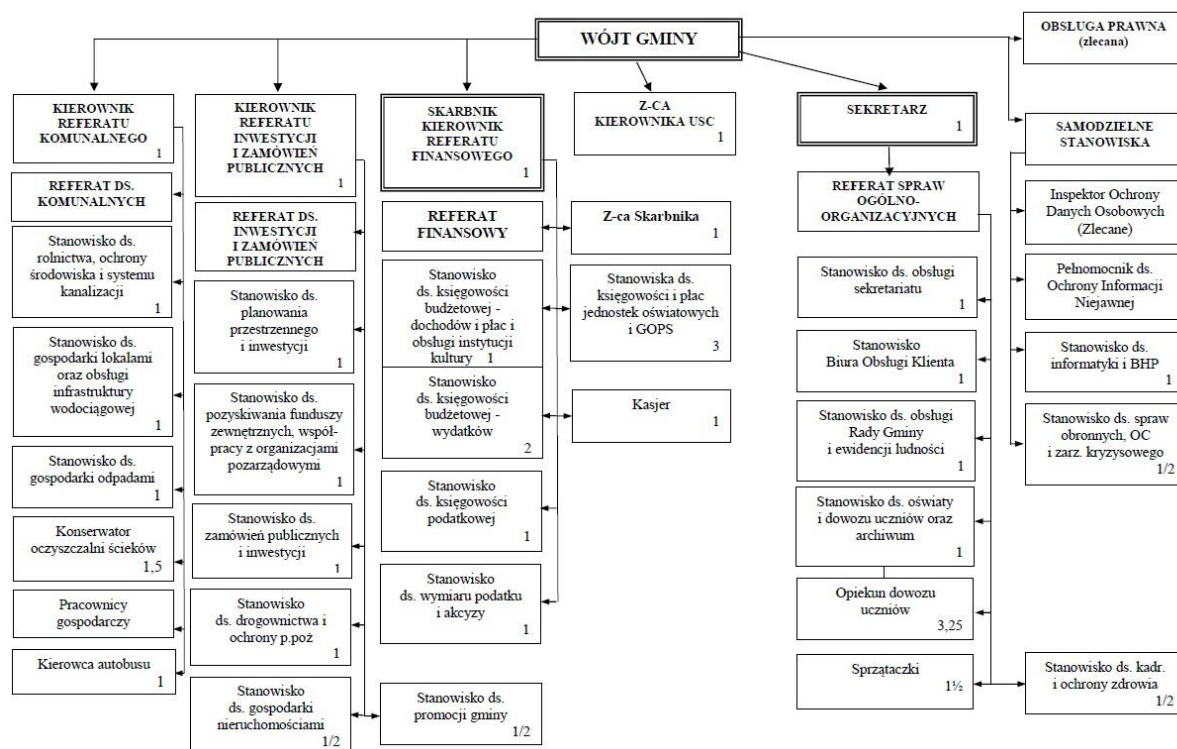 WÓJT GMINY
OBSŁUGA PRAWNA
(zlecana)
KIEROWNIK
REFERATU
KOMUNALNEGO
1
REFERAT DS.
KOMUNALNYCH
Stanowisko ds.
rolnictwa, ochrony
środowiska i systemu
kanalizacji
1
Stanowisko ds.
gospodarki lokalami
oraz obsługi
infrastruktury
wodociągowej
1
Stanowisko ds.
gospodarki odpadami
1
Konserwator
oczyszczalni ścieków
1,5
Pracownicy
gospodarczy
Kierowca autobusu
1
KIEROWNIK
REFERATU
INWESTYCJI
I ZAMÓWIEŃ
PUBLICZNYCH
1
REFERAT DS.
INWESTYCJI
I ZAMÓWIEŃ
PUBLICZNYCH
Stanowisko ds.
planowania
przestrzennego
i inwestycji
1
Stanowisko ds.
pozyskiwania funduszy
zewnętrznych, współ-
pracy z organizacjami
pozarządowymi
1
Stanowisko ds.
zamówień publicznych
i inwestycji
1
Stanowisko
ds. drogownictwa i
ochrony p.poż
1
Stanowisko
ds. gospodarki
nieruchomościami
1/2
SKARBNIK
KIEROWNIK
REFERATU
FINANSOWEGO
1
REFERAT
FINANSOWY
Stanowisko
ds. księgowości
budżetowej -
dochodów i płac i
obsługi instytucji
kultury 1
Stanowisko
ds. księgowości
budżetowej -
wydatków
2
Stanowisko
ds. księgowości
podatkowej
1
Stanowisko
ds. wymiaru podatku
i akcyzy
1
Stanowisko ds.
promocji gminy
1/2
Z-CA
KIEROWNIKA USC
1
Z-ca Skarbnika
1
Stanowiska ds.
księgowości i płac
jednostek oświatowych
i GOPS
3
Kasjer
1
SEKRETARZ
1
REFERAT SPRAW
OGÓLNO-
ORGANIZACYJNYCH
Stanowisko ds. obsługi
sekretariatu
1
Stanowisko
Biura Obsługi Klienta
1
Stanowisko ds. obsługi
Rady Gminy
i ewidencji ludności
1
Stanowisko ds. oświaty
i dowozu uczniów oraz
archiwum
1
Opiekun dowozu
uczniów
3,25
Sprzątaczki
1½
SAMODZIELNE
STANOWISKA
Inspektor Ochrony
Danych Osobowych
(Zlecane)
Pełnomocnik ds.
Ochrony Informacji
Niejawnej
Stanowisko ds.
informatyki i BHP
1
Stanowisko ds. spraw
obronnych, OC
i zarz. kryzysowego
1/2
Stanowisko ds. kadr.
i ochrony zdrowia
1/2